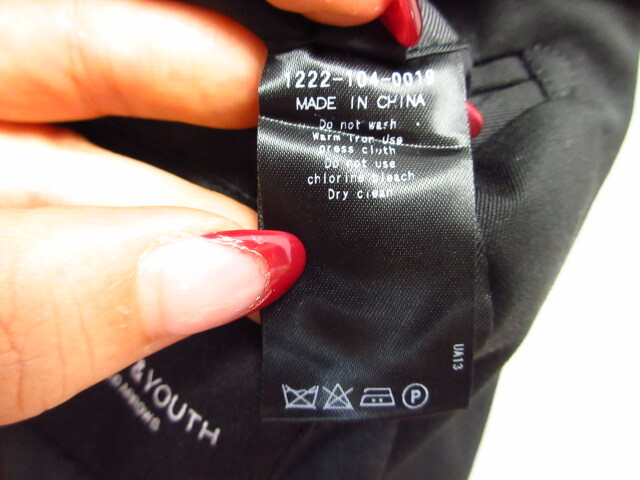 1222-104-0019
MADE IN CHINA
Do not wash
Warm Iron Use
press cloth
Do not use
chlorine bleach
Dry clean
UA13
P
&YOUTH